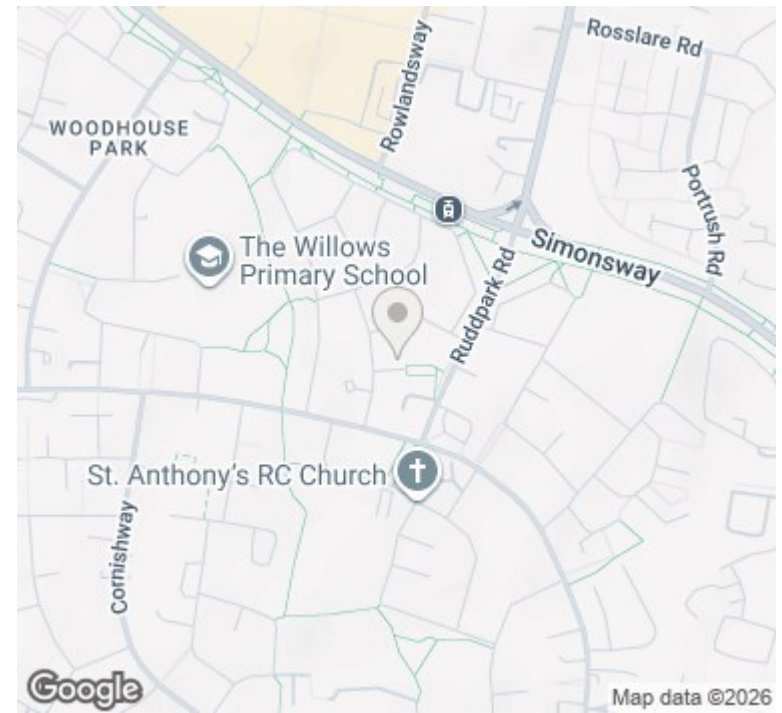 Rosslare Rd
Rowlandsway
WOODHOUSE
PARK
Portrush Rd
The Willows
Primary School
Simonsway
Ruddpark Rd
St. Anthony's RC Church
Cornishway
Google
Map data ©2026